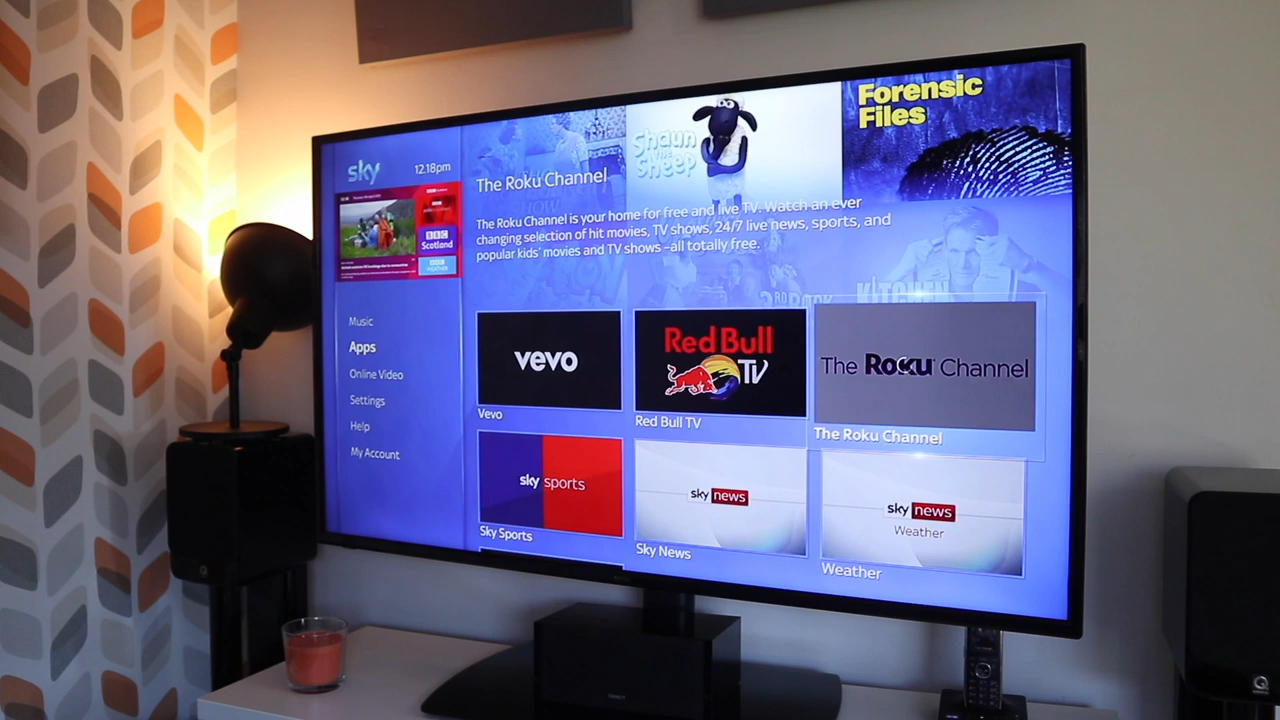 sky
12.18pm
BBC
Scotland
BBC
WEATHER
Music
Apps
Online Video
Settings
Help
My Account
Shaun
THE
Sheep
Forensic
Files
The Roku Channel
The Roku Channel is your home for free and live TV. Watch an ever
changing selection of hit movies, TV shows, 24/7 live news, sports, and
popular kids' movies and TV shows –all totally free.
SHOW
3RD ROCK
KITCHEN
vevo
Vevo
Red Bull
TV
Red Bull TV
The Roku Channel
The Roku Channel
sky sports
Sky Sports
sky news
Sky News
sky news
Weather
Weather